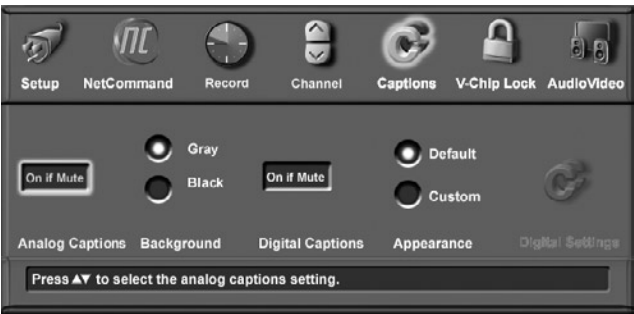 NC
Setup NetCommand Record Channel Captions V-Chip Lock AudioVideo
Gray Default
On if Mute On if Mute
Black Custom
Analog Captions Background Digital Captions Appearance Digital Settings
Press ▲▼ to select the analog captions setting.